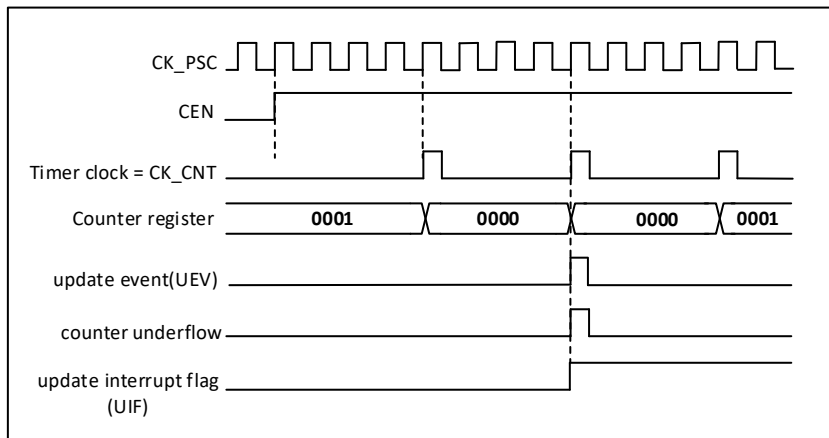 CK_PSC
CEN
Timer clock = CK_CNT
Counter register
0001
0000
0000
0001
update event(UEV)
counter underflow
update interrupt flag
(UIF)